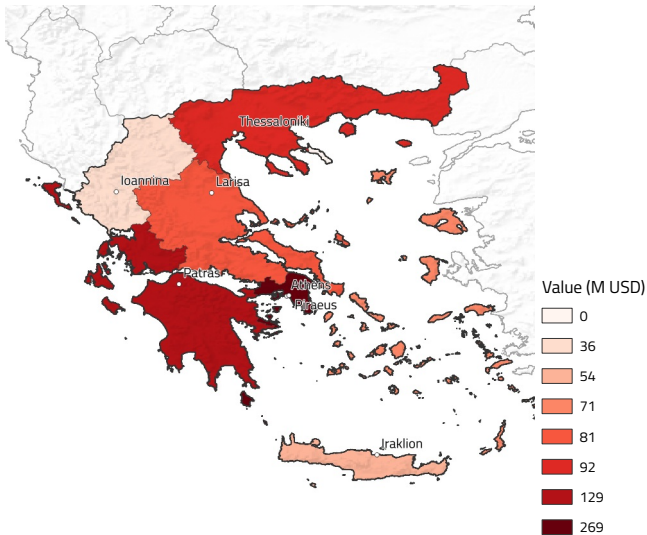 Thessaloniki
Ioannina
Larisa
Patras
Athens
Piraeus
Iraklion
Value (M USD)
0
36
54
71
81
92
129
269